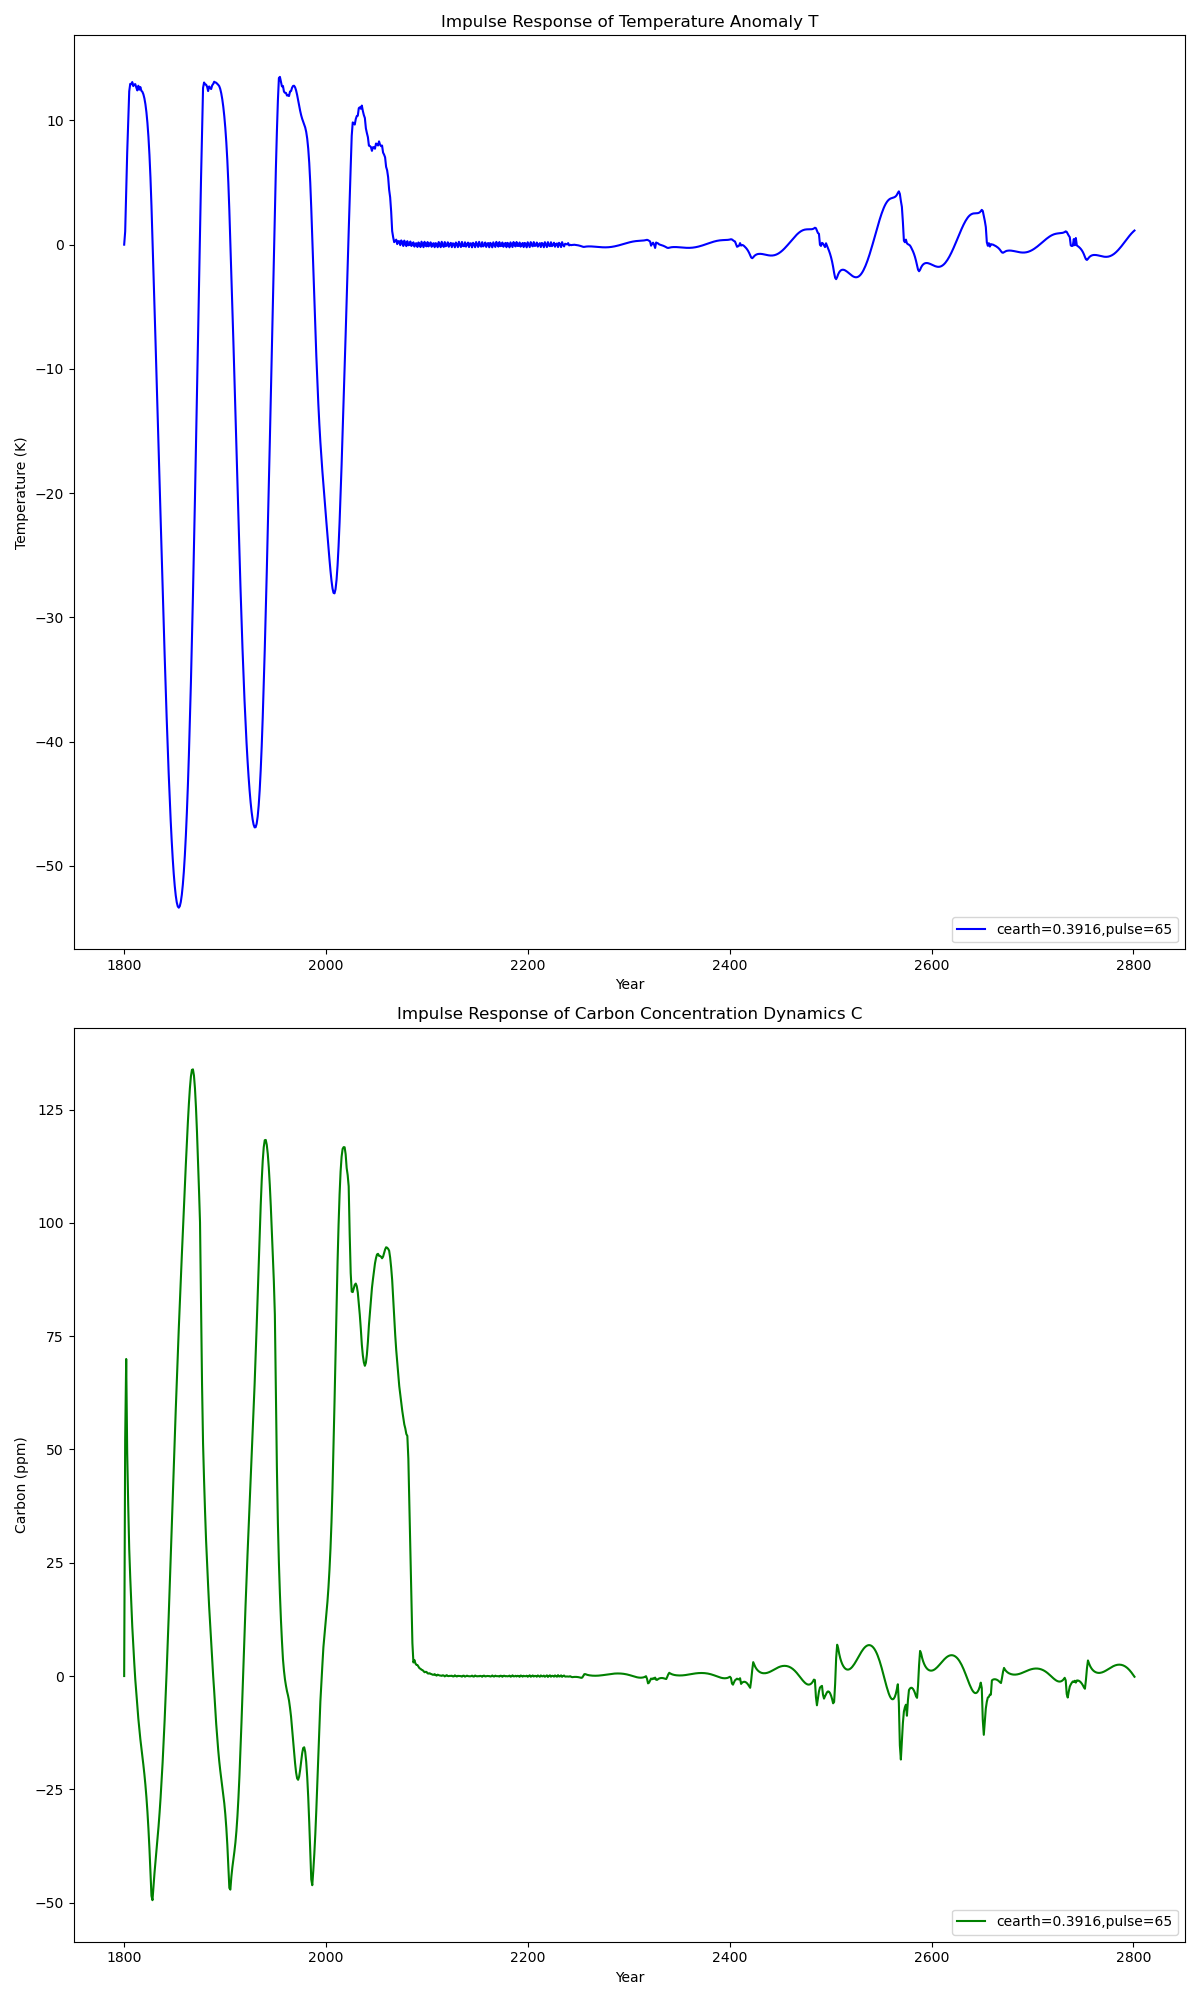 Impulse Response of Temperature Anomaly T
Temperature (K)
10
0
−10
−20
−30
−40
−50
cearth=0.3916,pulse=65
1800 2000 2200 2400 2600 2800
Year
Impulse Response of Carbon Concentration Dynamics C
Carbon (ppm)
125
100
75
50
25
0
−25
−50
cearth=0.3916,pulse=65
1800 2000 2200 2400 2600 2800
Year